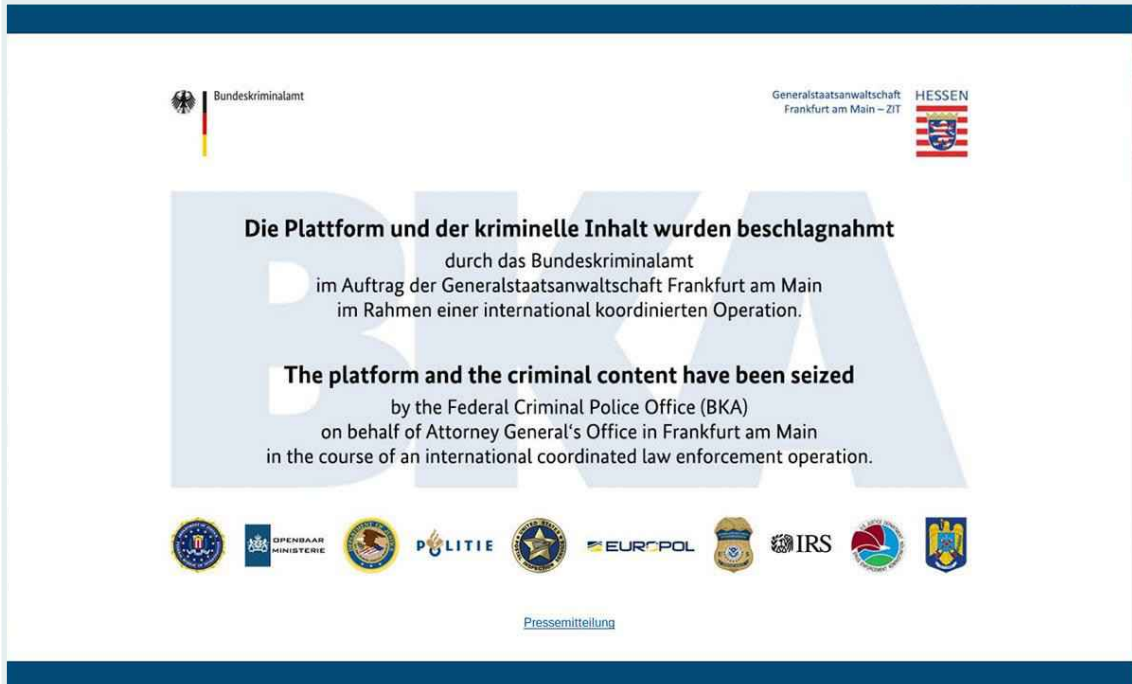 Bundeskriminalamt
Generalstaatsanwaltschaft
Frankfurt am Main – ZIT
HESSEN
BKA
Die Plattform und der kriminelle Inhalt wurden beschlagnahmt
durch das Bundeskriminalamt
im Auftrag der Generalstaatsanwaltschaft Frankfurt am Main
im Rahmen einer international koordinierten Operation.
The platform and the criminal content have been seized
by the Federal Criminal Police Office (BKA)
on behalf of Attorney General‘s Office in Frankfurt am Main
in the course of an international coordinated law enforcement operation.
OPENBAAR
MINISTERIE
POLITIE
EUROPOL
IRS
Pressemitteilung